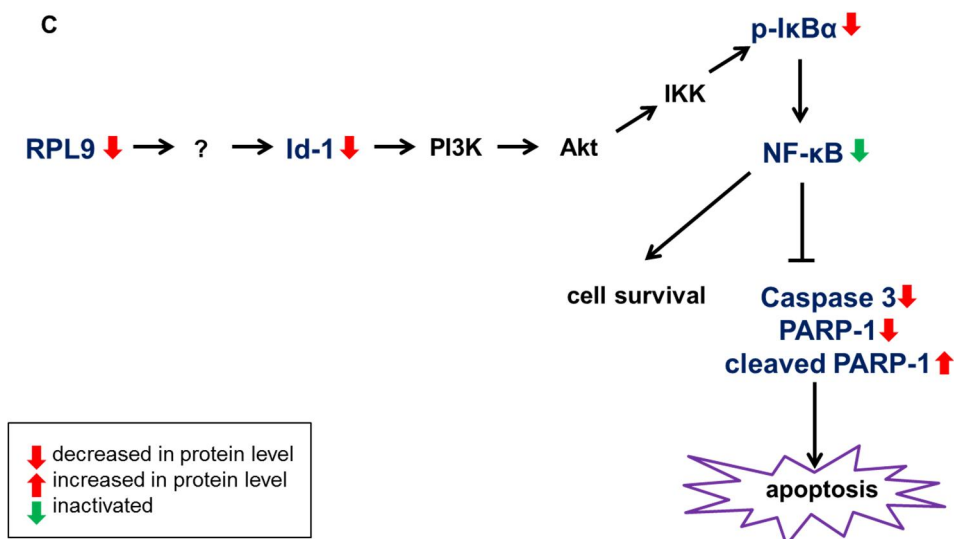 C
p-IκBα
IKK
RPL9 ? Id-1 PI3K Akt
NF-κB
cell survival
Caspase 3
PARP-1
cleaved PARP-1
decreased in protein level
increased in protein level
inactivated
apoptosis